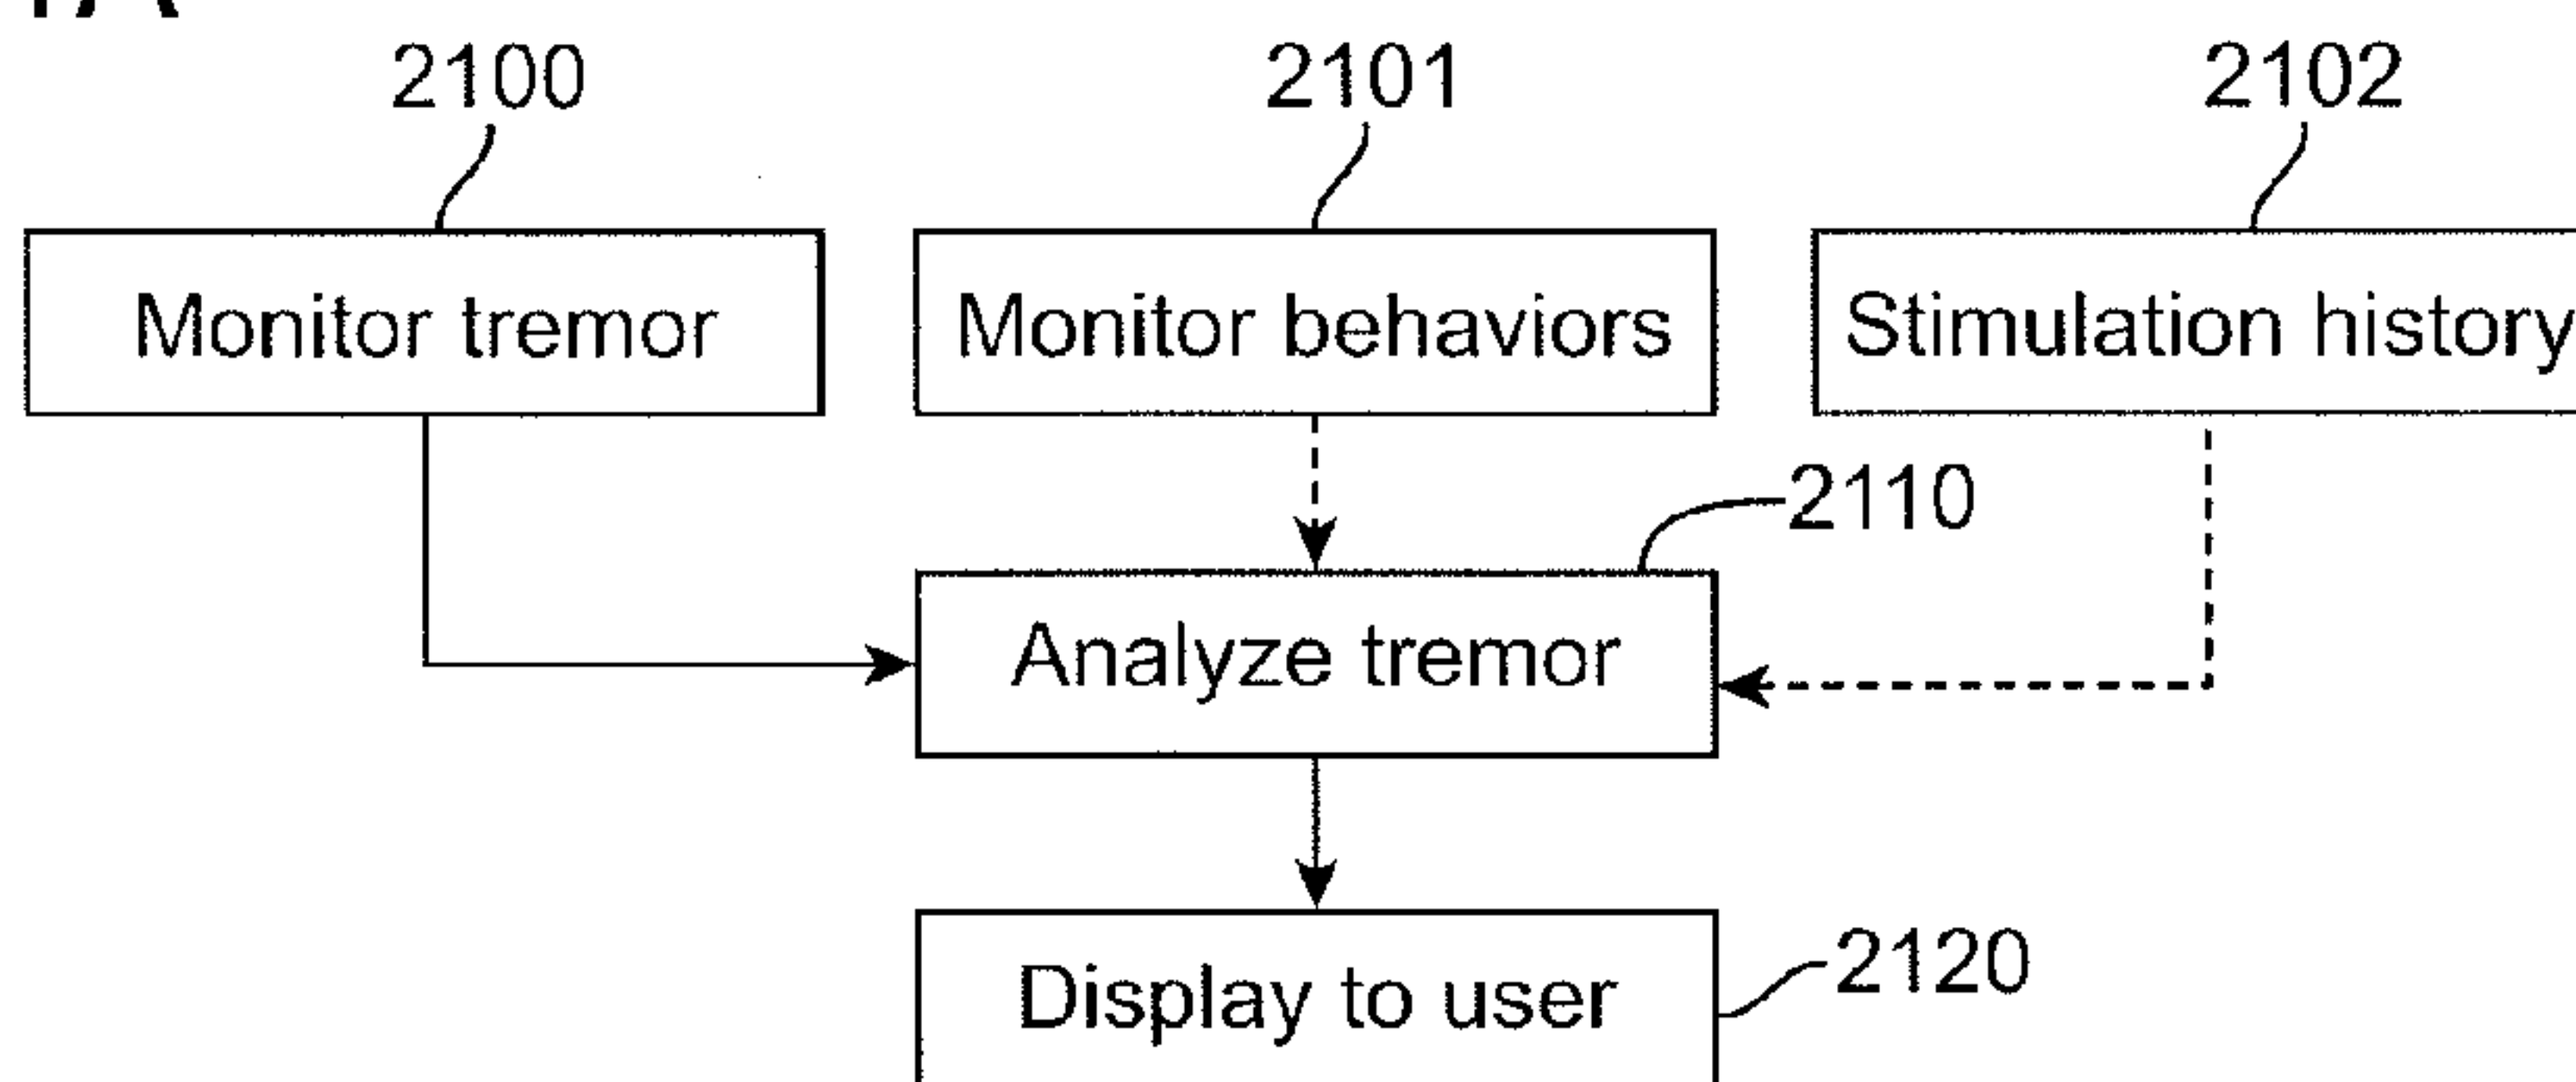 2100 2101 2102
Monitor tremor Monitor behaviors Stimulation history
2110
Analyze tremor
2120
Display to user